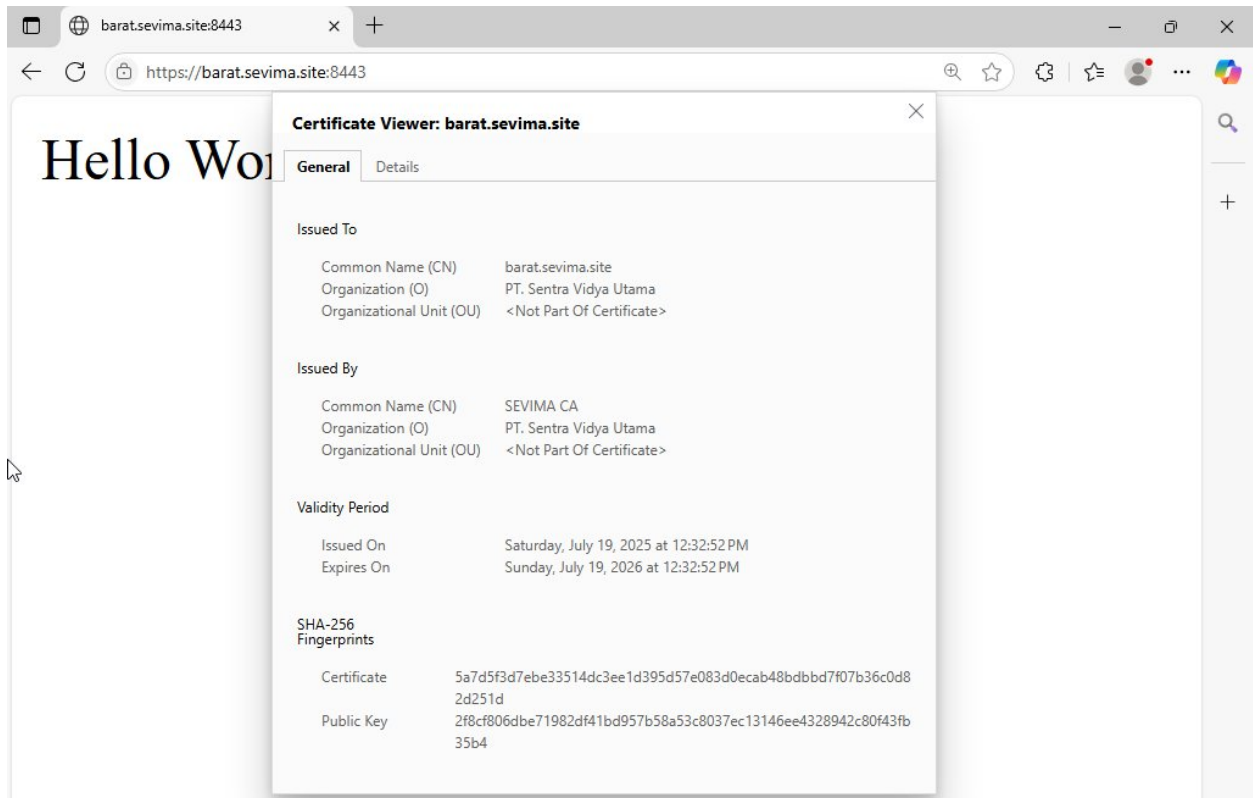 barat.sevima.site:8443
https://barat.sevima.site:8443
Hello Wor
Certificate Viewer: barat.sevima.site
General Details
Issued To
Common Name (CN) barat.sevima.site
Organization (O) PT. Sentra Vidya Utama
Organizational Unit (OU) <Not Part Of Certificate>
Issued By
Common Name (CN) SEVIMA CA
Organization (O) PT. Sentra Vidya Utama
Organizational Unit (OU) <Not Part Of Certificate>
Validity Period
Issued On Saturday, July 19, 2025 at 12:32:52 PM
Expires On Sunday, July 19, 2026 at 12:32:52 PM
SHA-256
Fingerprints
Certificate 5a7d5f3d7ebe33514dc3ee1d395d57e083d0ecab48bdbbd7f07b36c0d8
2d251d
Public Key 2f8cf806dbe71982df41bd957b58a53c8037ec13146ee4328942c80f43fb
35b4